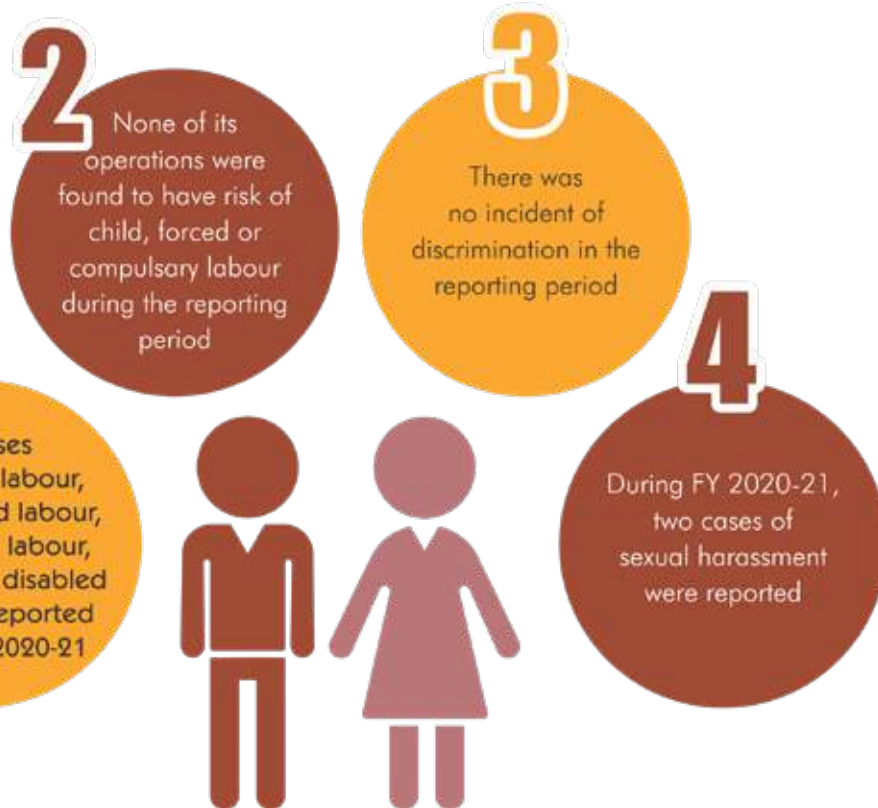 2
None of its
operations were
found to have risk of
child, forced or
compulsary labour
during the reporting
period
3
There was
no incident of
discrimination in the
reporting period
4
During FY 2020-21,
two cases of
sexual harassment
were reported
labour,
labour,
labour,
disabled
2020-21